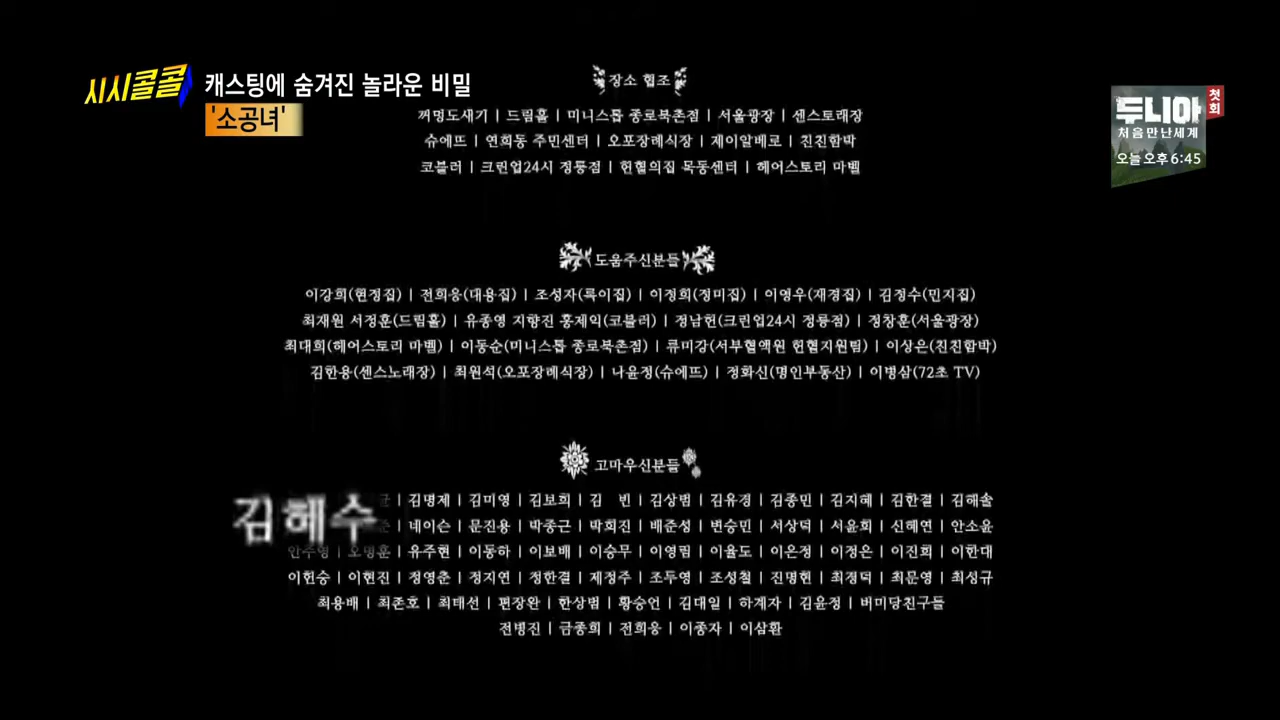 시시콜콜
캐스팅에 숨겨진 놀라운 비밀
'소공녀'
첫회
두니아
처음 만난 세계
오늘 오후 6:45
장소 협조
꺼멍도새기 | 드림홀 | 미니스톱 종로북촌점 | 서울광장 | 센스토래장
슈에뜨 | 연희동 주민센터 | 오포장례식장 | 제이알베로 | 친친함박
코블러 | 크린업24시 정릉점 | 헌혈의집 목동센터 | 헤어스토리 마벨
도움주신분들
이강희(현정집) | 전희웅(대용집) | 조성자(록이집) | 이정희(정미집) | 이영우(재경집) | 김정수(민지집)
최재원 서정훈(드림홀) | 유종영 지향진 홍제익(코블러) | 정남헌(크린업24시 정릉점) | 정창훈(서울광장)
최대희(헤어스토리 마벨) | 이동순(미니스톱 종로북촌점) | 류미강(서부혈액원 헌혈지원팀) | 이상은(친친함박)
김한용(센스노래장) | 최원석(오포장례식장) | 나윤정(슈에뜨) | 정화신(명인부동산) | 이병삼(72초 TV)
고마우신분들
김혜수
| 김명제 | 김미영 | 김보희 | 김 빈 | 김상범 | 김유경 | 김종민 | 김지혜 | 김한결 | 김해솔
| 네이슨 | 문진용 | 박종근 | 박희진 | 배준성 | 변승민 | 서상덕 | 서윤희 | 신혜연 | 안소윤
안주영 | 오명훈 | 유주현 | 이동하 | 이보배 | 이승무 | 이영림 | 이율도 | 이은정 | 이정은 | 이진희 | 이한대
이헌승 | 이현진 | 정영춘 | 정지연 | 정한결 | 제정주 | 조두영 | 조성철 | 진명현 | 최정덕 | 최문영 | 최성규
최용배 | 최존호 | 최태선 | 편장완 | 한상범 | 황승언 | 김대일 | 하계자 | 김윤정 | 버미당친구들
전병진 | 금종희 | 전희웅 | 이종자 | 이삼환